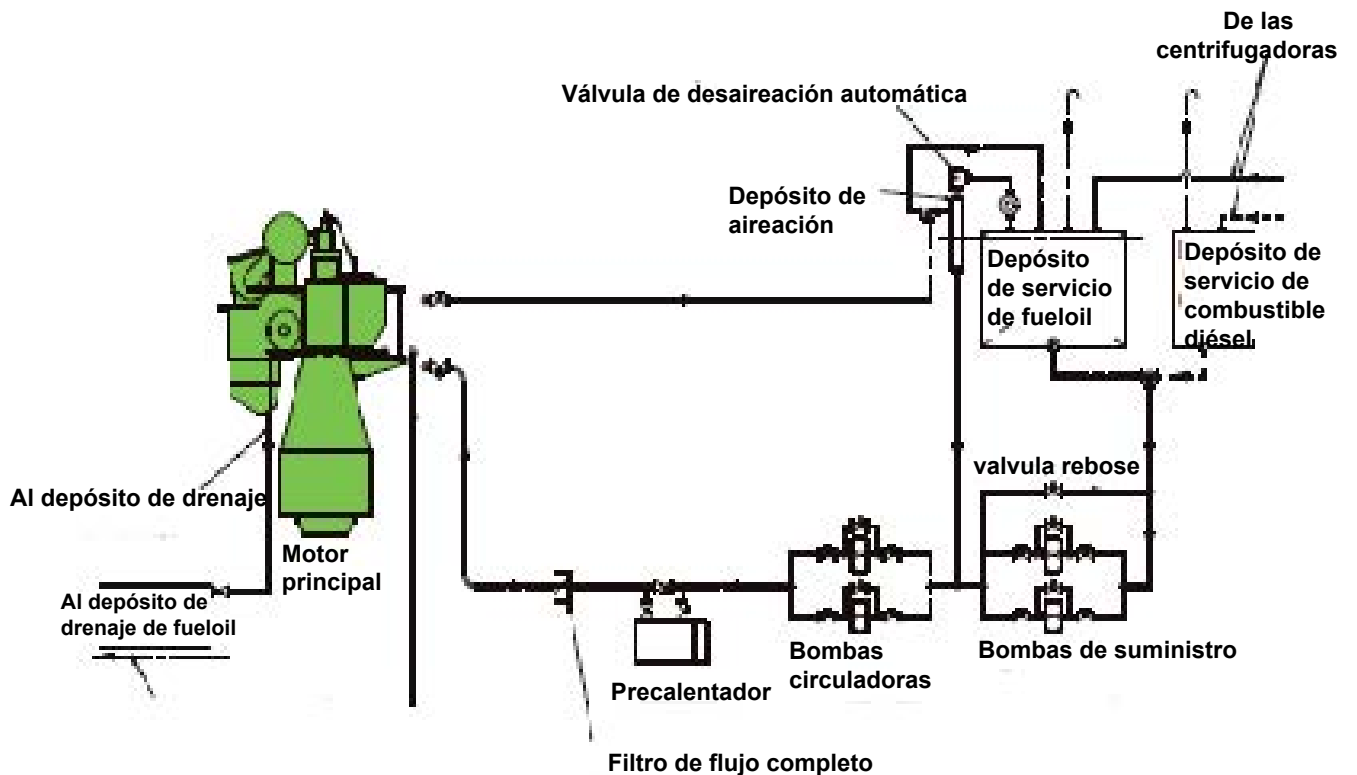 De las
centrifugadoras
Válvula de desaireación automática
Depósito de
aireación
Depósito
de servicio
de fueloil
Depósito de
servicio de
combustible
diésel
valvula rebose
Al depósito de drenaje
Motor
principal
Al depósito de
drenaje de fueloil
Bombas
circuladoras
Bombas de suministro
Precalentador
Filtro de flujo completo